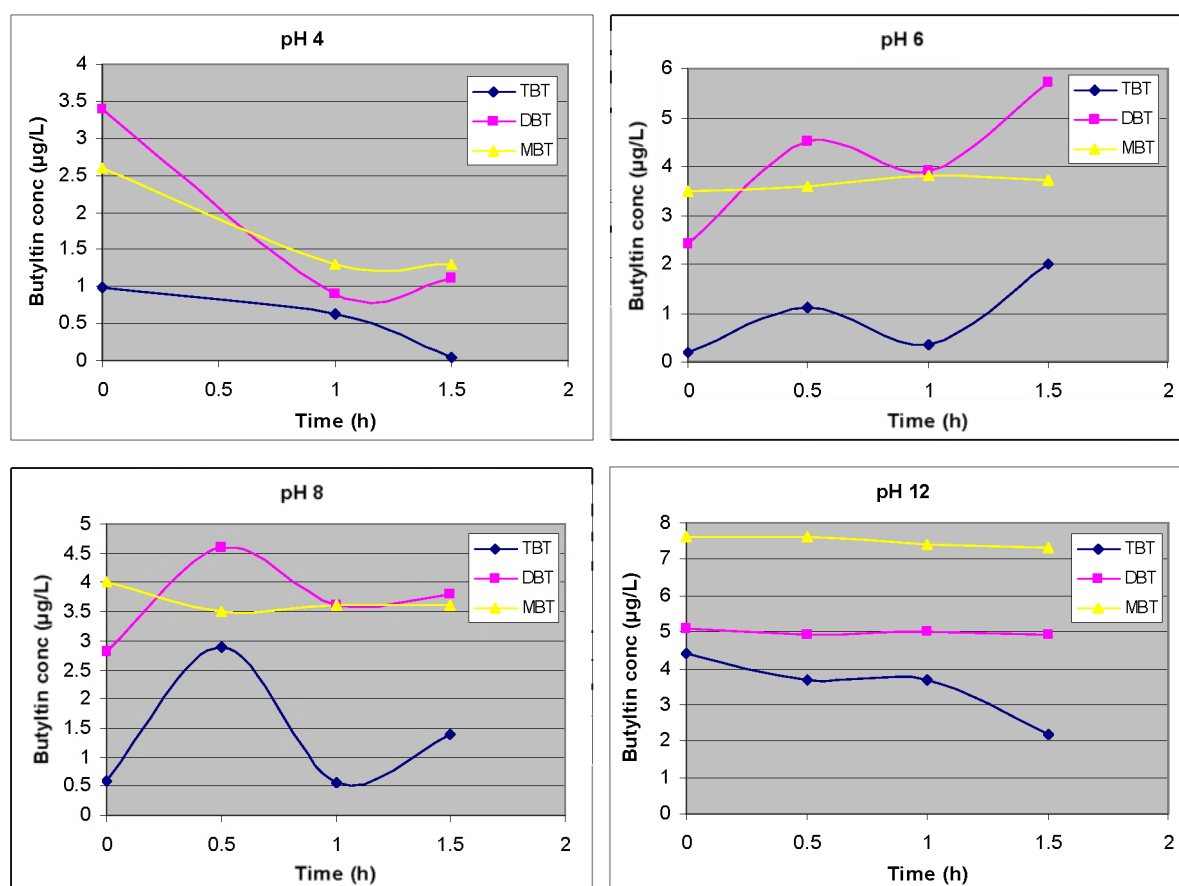 pH 4
4
3.5
3
2.5
2
1.5
1
0.5
0
Butyltin conc (µg/L)
TBT
DBT
MBT
0 0.5 1 1.5 2
Time (h)
pH 6
6
5
4
3
2
1
0
Butyltin conc (µg/L)
TBT
DBT
MBT
0 0.5 1 1.5 2
Time (h)
pH 8
5
4.5
4
3.5
3
2.5
2
1.5
1
0.5
0
Butyltin conc (µg/L)
TBT
DBT
MBT
0 0.5 1 1.5 2
Time (h)
pH 12
8
7
6
5
4
3
2
1
0
Butyltin conc (µg/L)
TBT
DBT
MBT
0 0.5 1 1.5 2
Time (h)